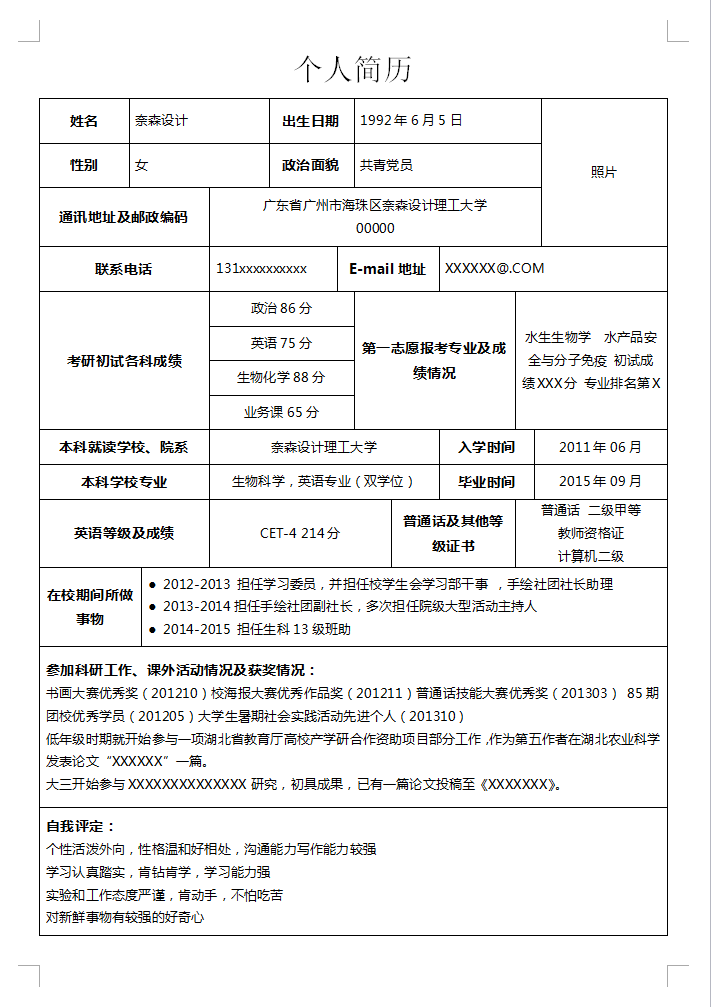 个人简历
姓名 奈森设计 出生日期 1992年6月5日
性别 女 政治面貌 共青党员
照片
通讯地址及邮政编码 广东省广州市海珠区奈森设计理工大学
00000
联系电话 131xxxxxxxxxx E-mail 地址 XXXXXX@.COM
考研初试各科成绩
政治 86 分
英语 75 分
生物化学 88 分
业务课 65 分
第一志愿报考专业及成
绩情况
水生生物学 水产品安
全与分子免疫 初试成
绩 XXX 分 专业排名第 X
本科就读学校、院系 奈森设计理工大学 入学时间 2011 年 06 月
本科学校专业 生物科学，英语专业（双学位） 毕业时间 2015 年 09 月
英语等级及成绩 CET-4 214 分
普通话及其他等
级证书
普通话 二级甲等
教师资格证
计算机二级
在校期间所做
事物
● 2012-2013 担任学习委员，并担任校学生会学习部干事 ，手绘社团社长助理
● 2013-2014 担任手绘社团副社长，多次担任院级大型活动主持人
● 2014-2015 担任生科 13 级班助
参加科研工作、课外活动情况及获奖情况：
书画大赛优秀奖（201210）校海报大赛优秀作品奖（201211）普通话技能大赛优秀奖（201303） 85 期
团校优秀学员（201205）大学生暑期社会实践活动先进个人（201310）
低年级时期就开始参与一项湖北省教育厅高校产学研合作资助项目部分工作，作为第五作者在湖北农业科学
发表论文“XXXXXX”一篇。
大三开始参与 XXXXXXXXXXXXXX 研究，初具成果，已有一篇论文投稿至《XXXXXXX》。
自我评定：
个性活泼外向，性格温和好相处，沟通能力写作能力较强
学习认真踏实，肯钻肯学，学习能力强
实验和工作态度严谨，肯动手，不怕吃苦
对新鲜事物有较强的好奇心